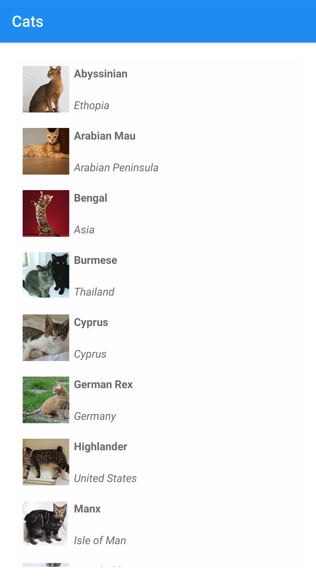 Cats
Abyssinian
Ethopia
Arabian Mau
Arabian Peninsula
Bengal
Asia
Burmese
Thailand
Cyprus
Cyprus
German Rex
Germany
Highlander
United States
Manx
Isle of Man